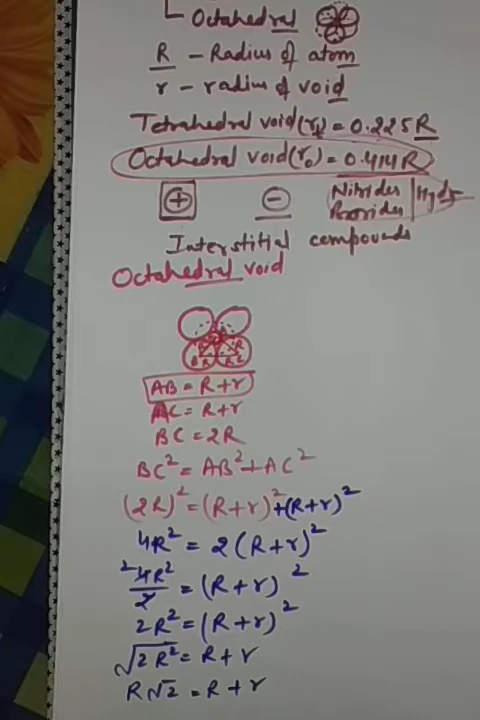 Octahedral
R - Radius of atom
r - radius of void
Tetrahedral void (rt) = 0.225R
Octahedral void (ro) = 0.414R
+ - Nitrides
Interstitial compounds
Octahedral void
AB = R+r
AC = R+r
BC = 2R
BC² = AB² + AC²
(2R)² = (R+r)² + (R+r)²
4R² = 2(R+r)²
²4R²/2 = (R+r)²
2R² = (R+r)²
√2R² = R+r
R√2 = R+r